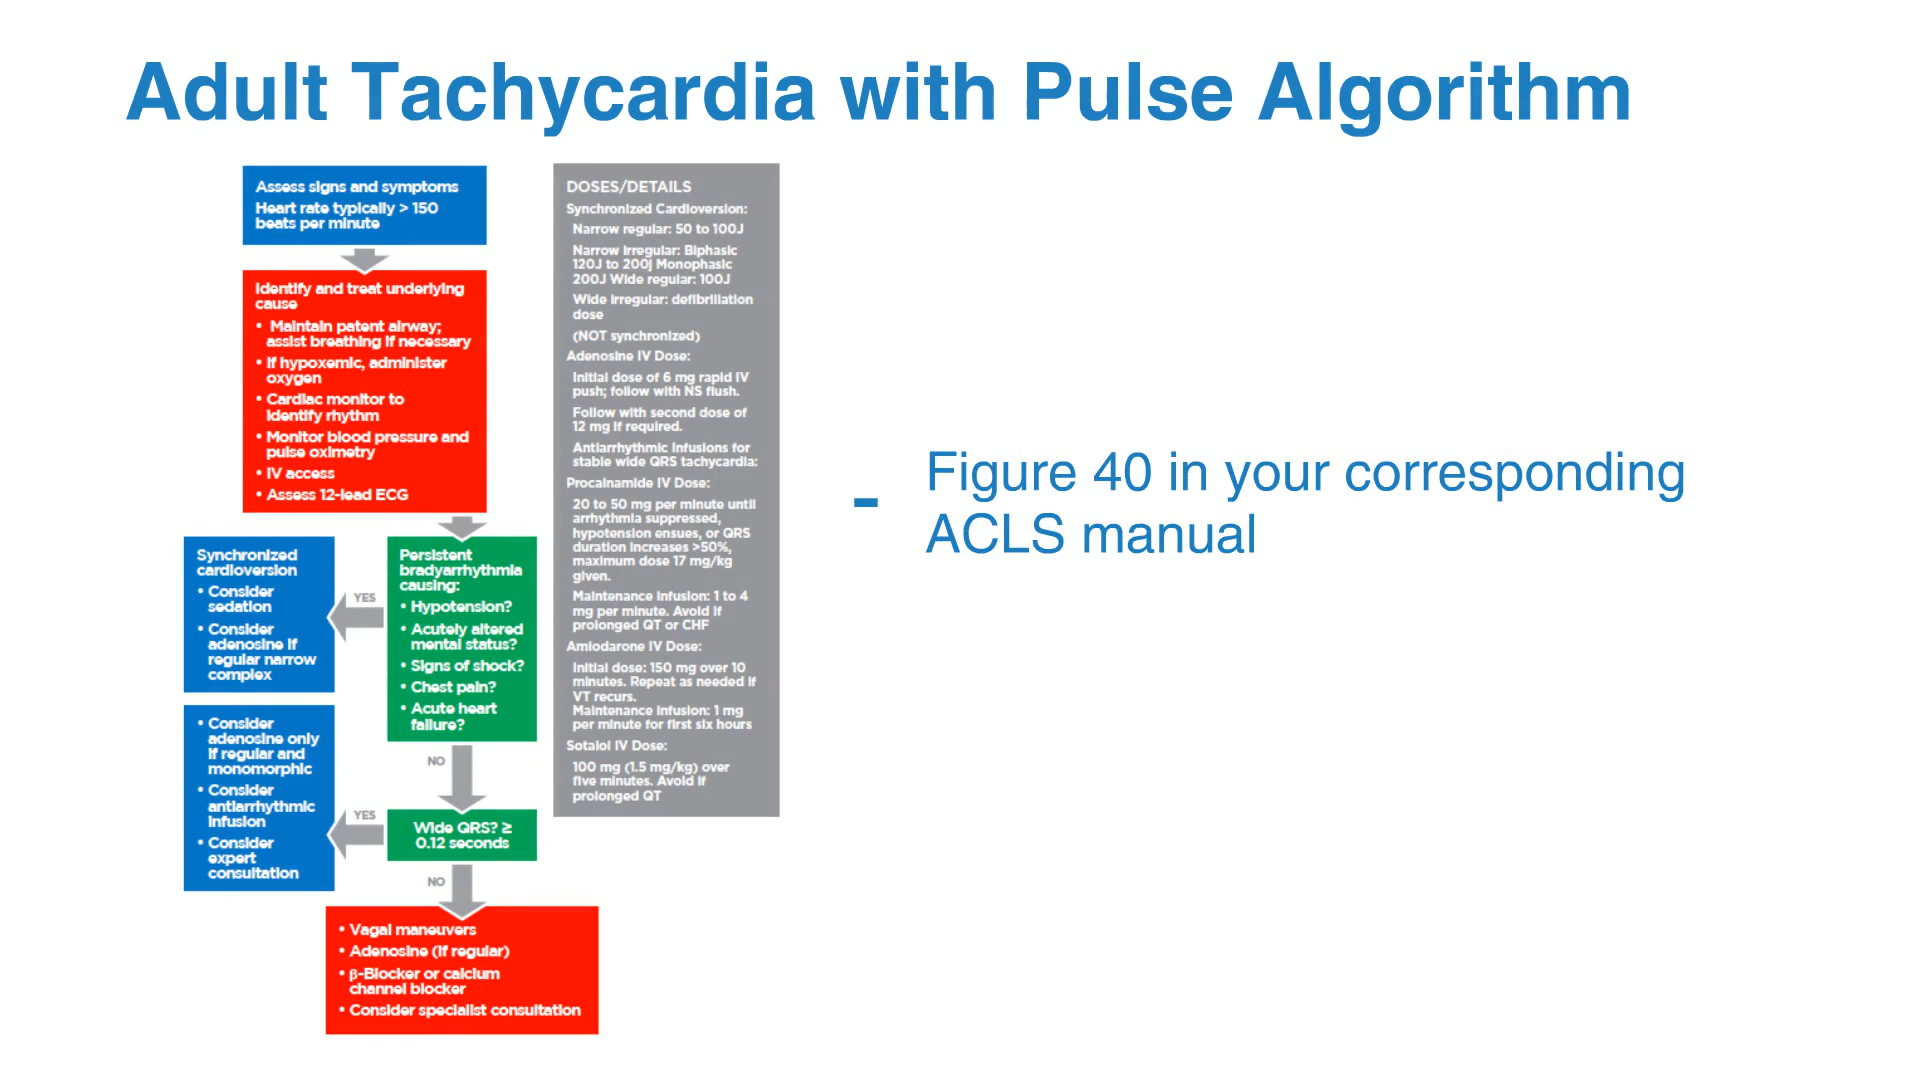 Adult Tachycardia with Pulse Algorithm
Assess signs and symptoms
Heart rate typically > 150
beats per minute
Identify and treat underlying
cause
• Maintain patent airway;
assist breathing if necessary
• If hypoxemic, administer
oxygen
• Cardiac monitor to
identify rhythm
• Monitor blood pressure and
pulse oximetry
• IV access
• Assess 12-lead ECG
Synchronized
cardioversion
• Consider
sedation
• Consider
adenosine if
regular narrow
complex
YES
Persistent
bradyarrhythmia
causing:
• Hypotension?
• Acutely altered
mental status?
• Signs of shock?
• Chest pain?
• Acute heart
failure?
NO
• Consider
adenosine only
if regular and
monomorphic
• Consider
antiarrhythmic
infusion
• Consider
expert
consultation
YES
Wide QRS? ≥
0.12 seconds
NO
• Vagal maneuvers
• Adenosine (if regular)
• β-Blocker or calcium
channel blocker
• Consider specialist consultation
DOSES/DETAILS
Synchronized Cardioversion:
Narrow regular: 50 to 100J
Narrow irregular: Biphasic
120J to 200j Monophasic
200J Wide regular: 100J
Wide irregular: defibrillation
dose
(NOT synchronized)
Adenosine IV Dose:
Initial dose of 6 mg rapid IV
push; follow with NS flush.
Follow with second dose of
12 mg if required.
Antiarrhythmic Infusions for
stable wide QRS tachycardia:
Procainamide IV Dose:
20 to 50 mg per minute until
arrhythmia suppressed,
hypotension ensues, or QRS
duration increases >50%,
maximum dose 17 mg/kg
given.
Maintenance infusion: 1 to 4
mg per minute. Avoid if
prolonged QT or CHF
Amiodarone IV Dose:
Initial dose: 150 mg over 10
minutes. Repeat as needed if
VT recurs.
Maintenance infusion: 1 mg
per minute for first six hours
Sotalol IV Dose:
100 mg (1.5 mg/kg) over
five minutes. Avoid if
prolonged QT
- Figure 40 in your corresponding
ACLS manual